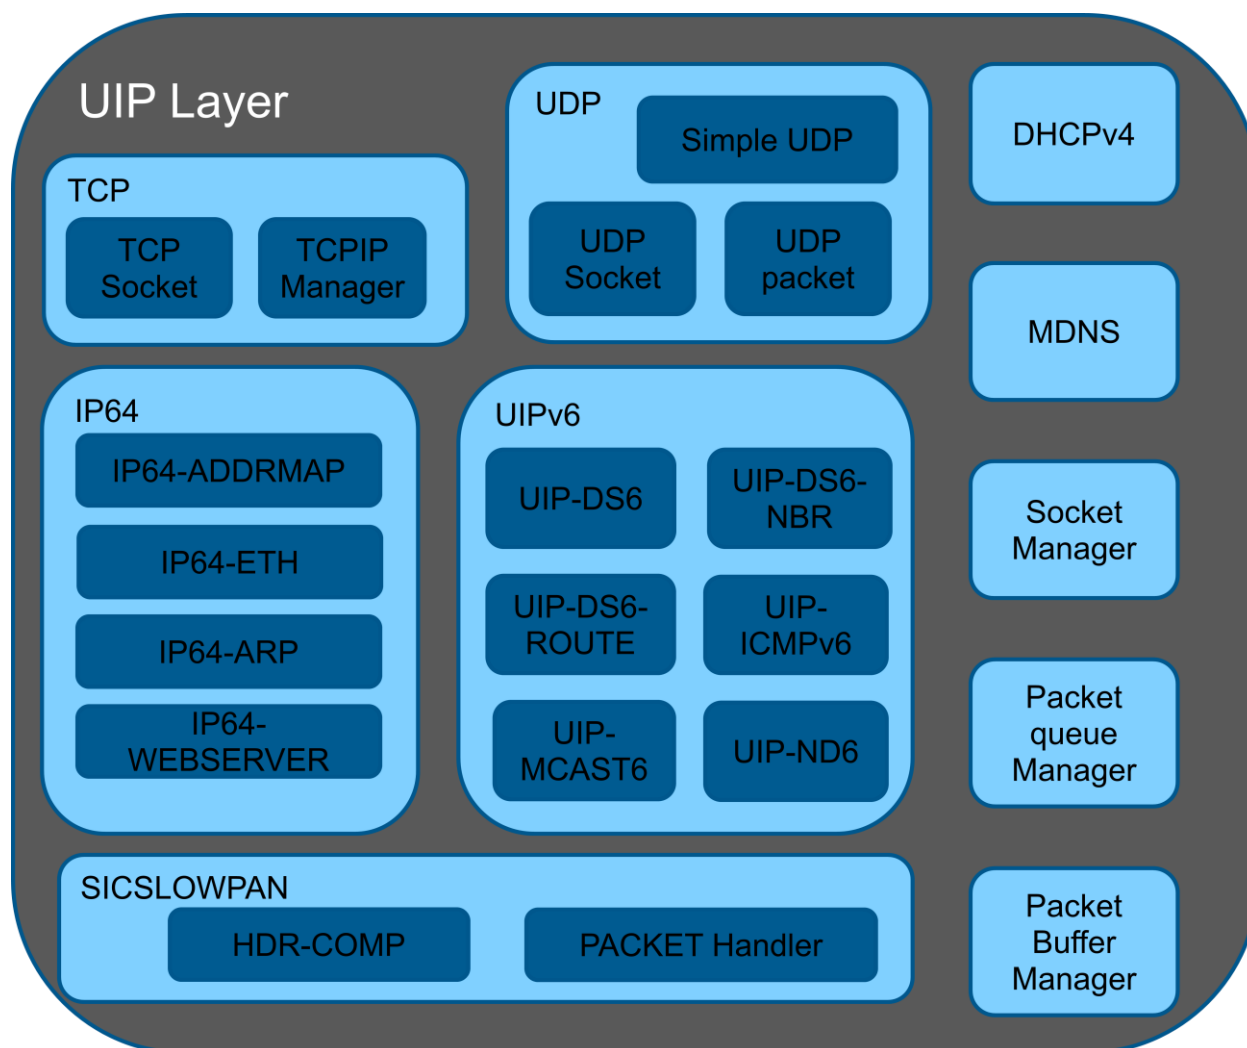 UIP Layer
TCP
TCP
Socket
TCPIP
Manager
UDP
Simple UDP
UDP
Socket
UDP
packet
DHCPv4
MDNS
IP64
IP64-ADDRMAP
IP64-ETH
IP64-ARP
IP64-
WEBSERVER
UIPv6
UIP-DS6
UIP-DS6-
NBR
UIP-DS6-
ROUTE
UIP-
ICMPv6
UIP-
MCAST6
UIP-ND6
Socket
Manager
Packet
queue
Manager
SICSLOWPAN
HDR-COMP
PACKET Handler
Packet
Buffer
Manager